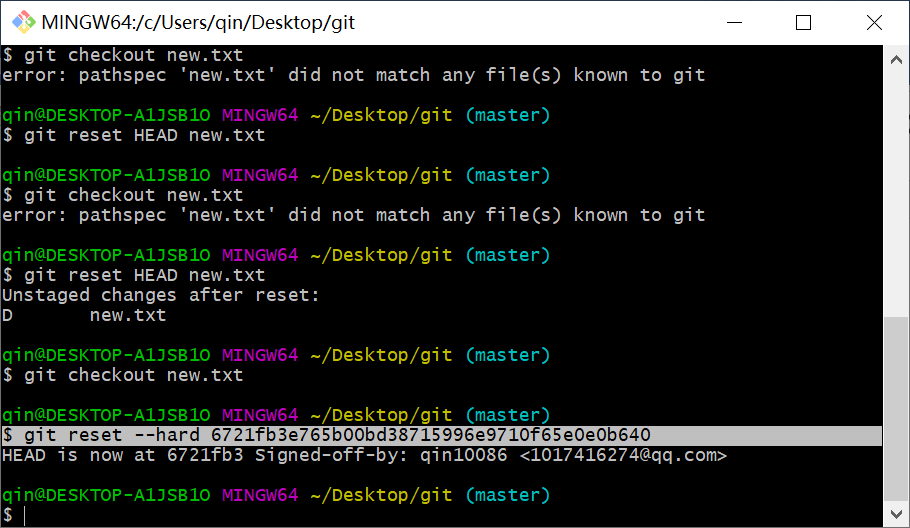 MINGW64:/c/Users/qin/Desktop/git
$ git checkout new.txt
error: pathspec 'new.txt' did not match any file(s) known to git
qin@DESKTOP-A1JSB1O MINGW64 ~/Desktop/git (master)
$ git reset HEAD new.txt
qin@DESKTOP-A1JSB1O MINGW64 ~/Desktop/git (master)
$ git checkout new.txt
error: pathspec 'new.txt' did not match any file(s) known to git
qin@DESKTOP-A1JSB1O MINGW64 ~/Desktop/git (master)
$ git reset HEAD new.txt
Unstaged changes after reset:
D       new.txt
qin@DESKTOP-A1JSB1O MINGW64 ~/Desktop/git (master)
$ git checkout new.txt
qin@DESKTOP-A1JSB1O MINGW64 ~/Desktop/git (master)
$ git reset --hard 6721fb3e765b00bd38715996e9710f65e0e0b640
HEAD is now at 6721fb3 Signed-off-by: qin10086 <1017416274@qq.com>
qin@DESKTOP-A1JSB1O MINGW64 ~/Desktop/git (master)
$